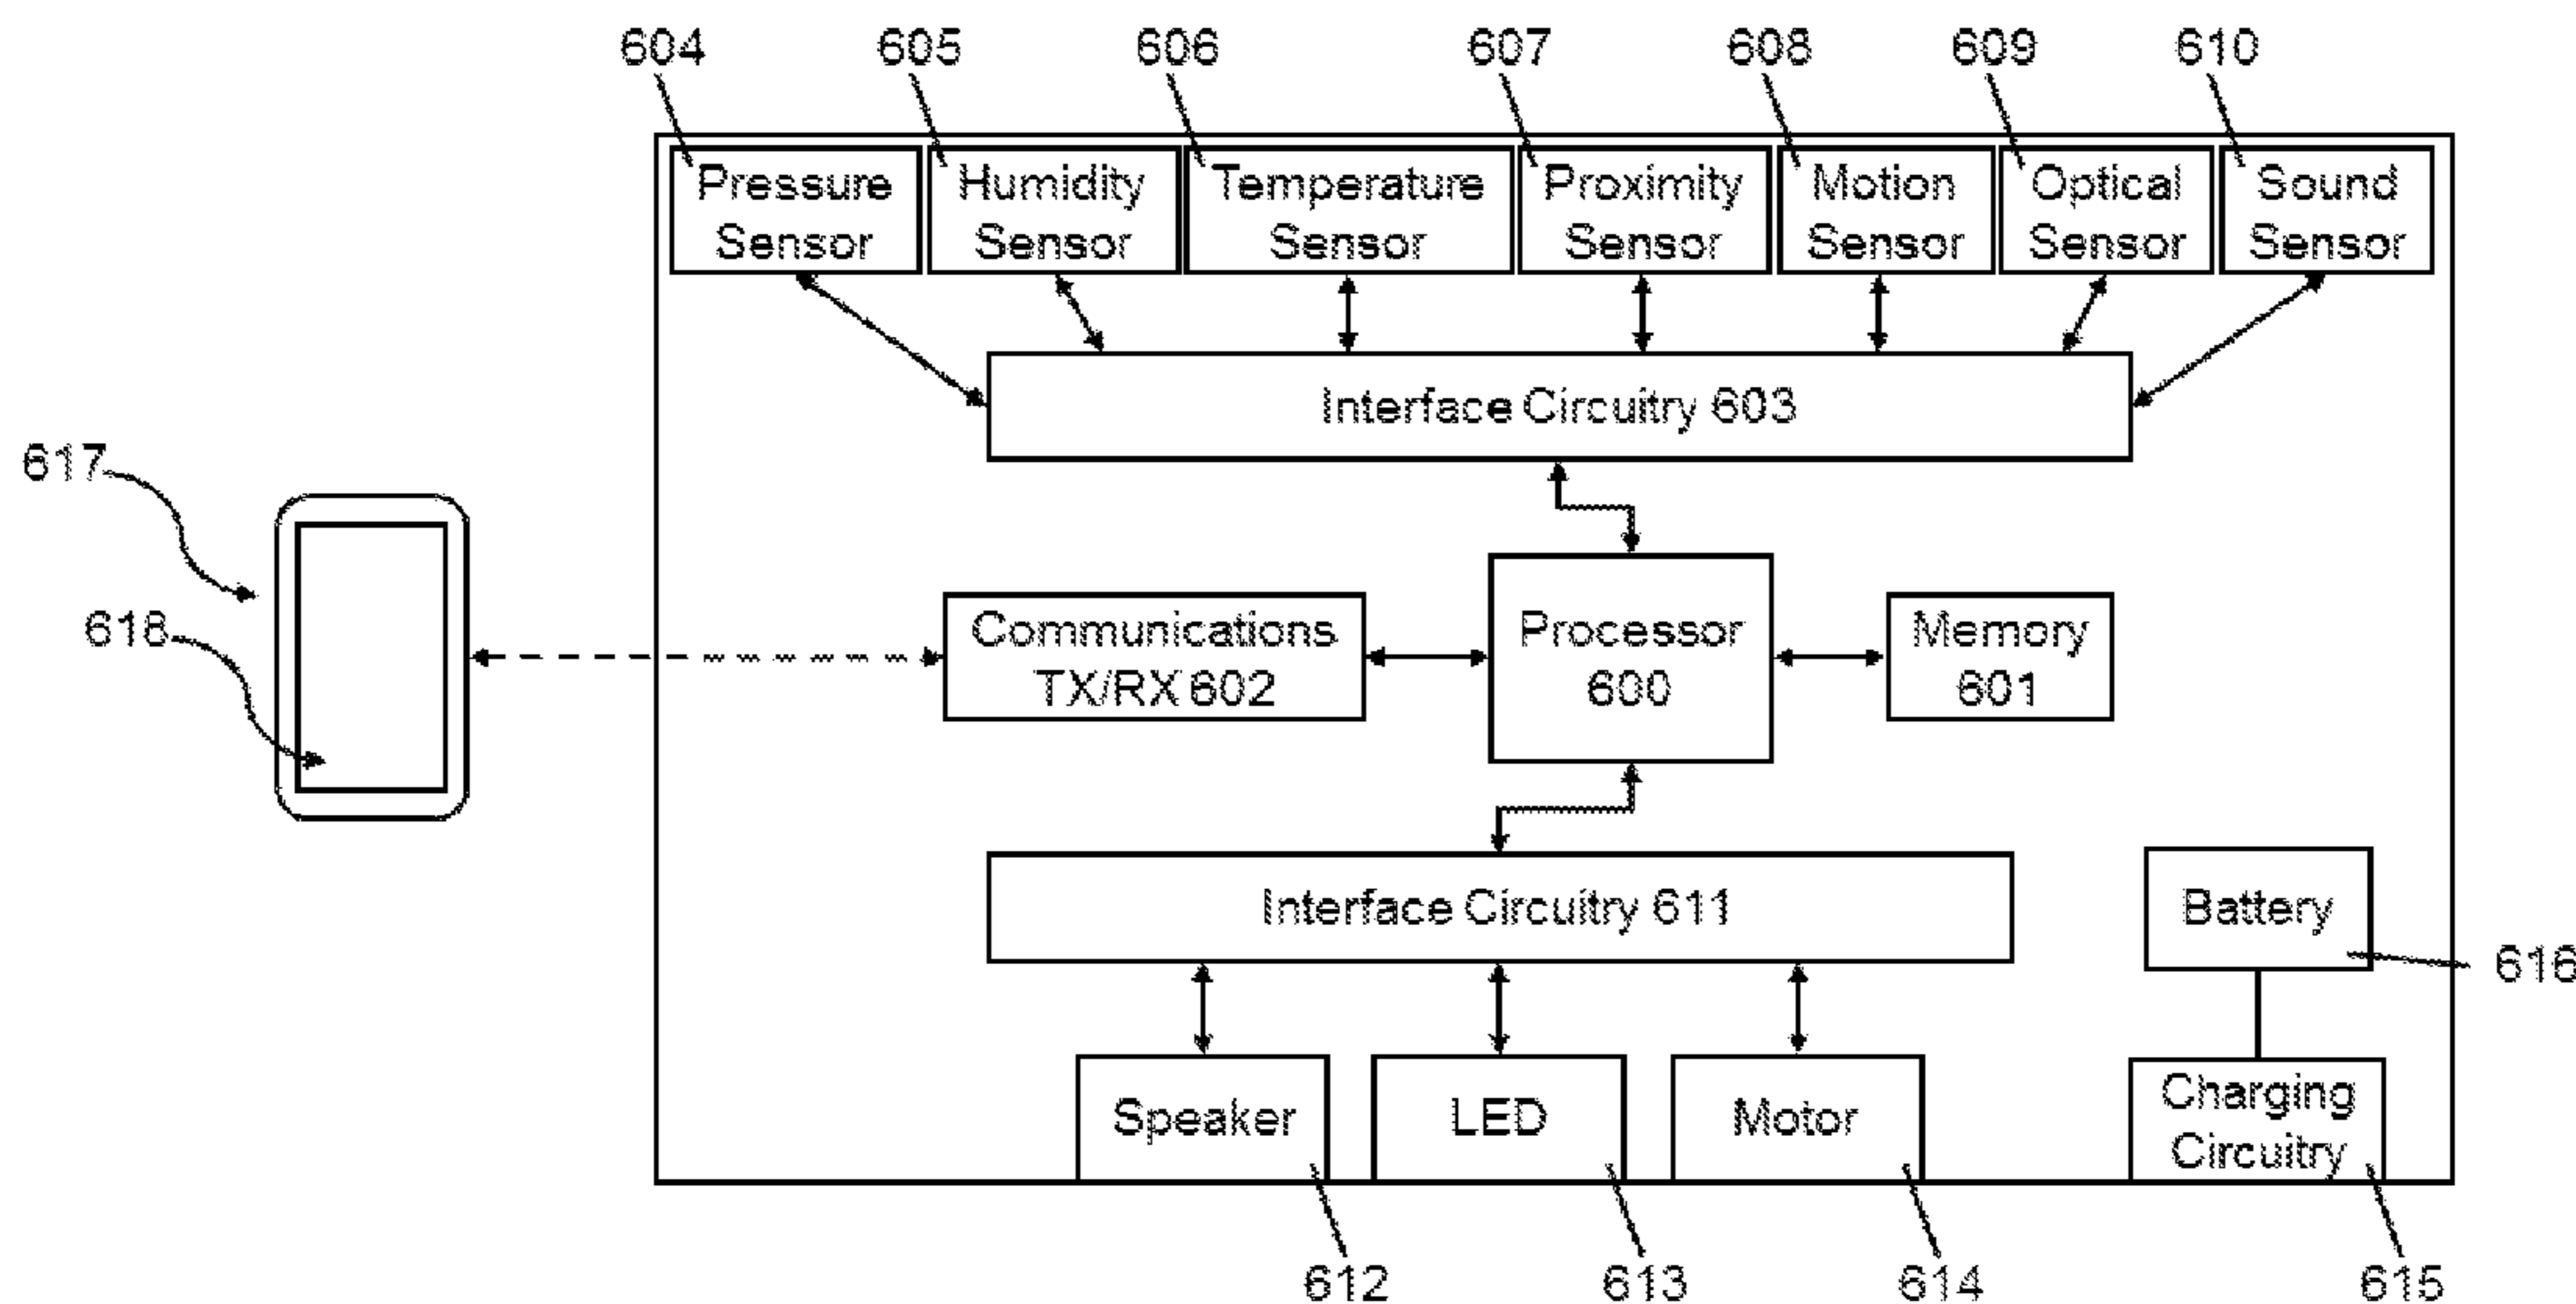 604 605 606 607 608 609 610
Pressure Humidity Temperature Proximity Motion Optical Sound
Sensor Sensor Sensor Sensor Sensor Sensor Sensor
Interface Circuitry 603
617
618
Communications
TX/RX 602
Processor
600
Memory
601
Interface Circuitry 611
Battery
616
Speaker
LED
Motor
Charging
Circuitry
612 613 614 615